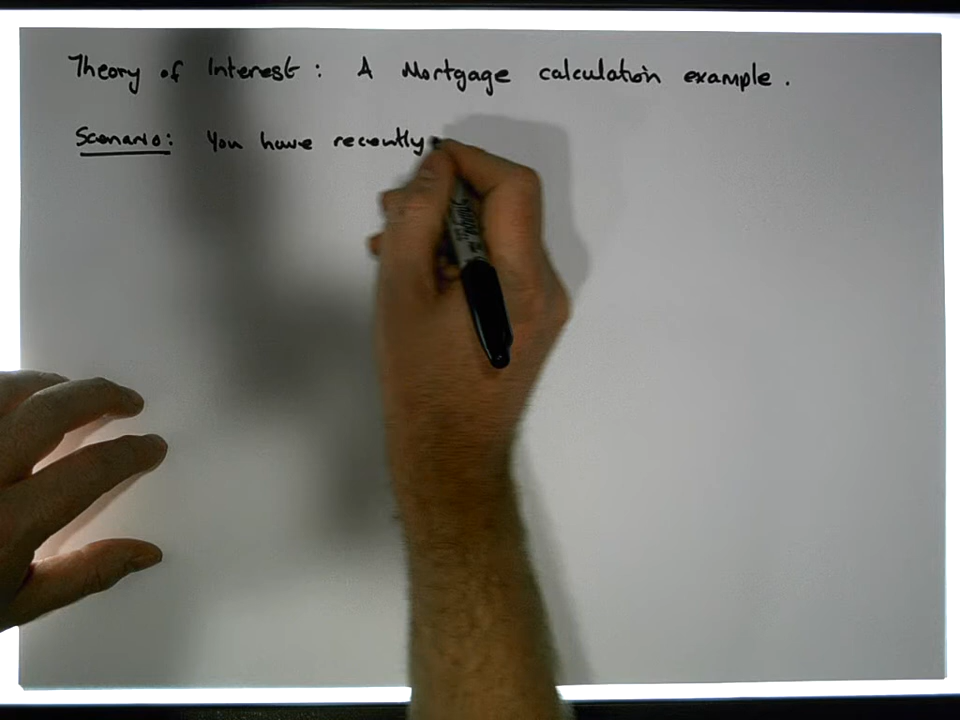 Theory of Interest : A Mortgage calculation example .
Scenario: You have recently